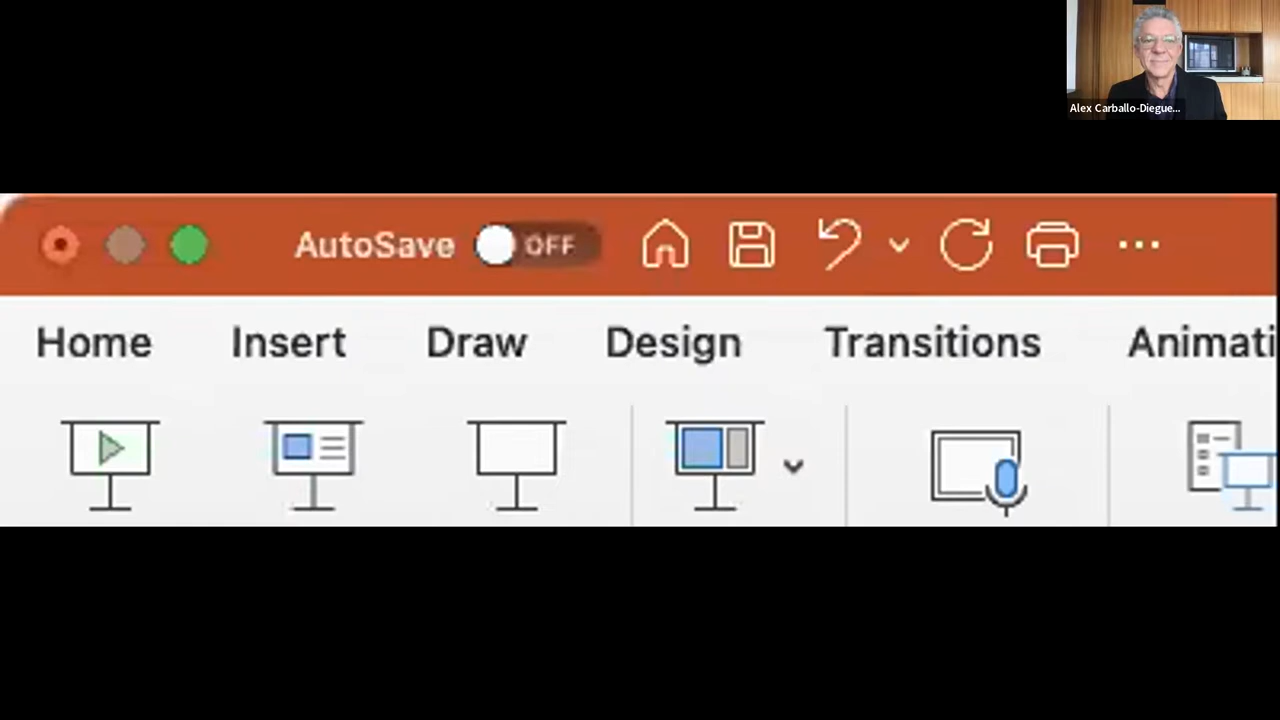 Alex Carballo-Diegue...
AutoSave OFF
Home Insert Draw Design Transitions Animati